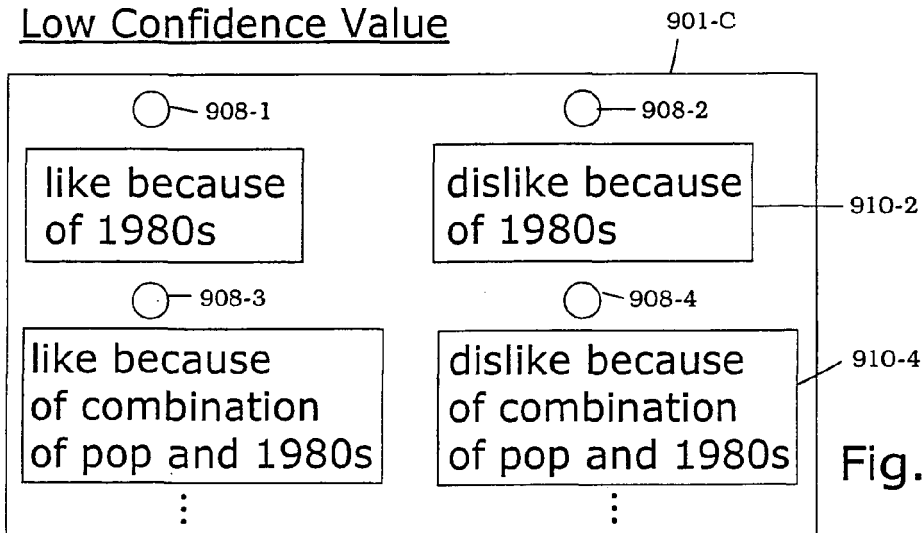 Low Confidence Value
901-C
908-1
908-2
like because
of 1980s
dislike because
of 1980s
910-2
908-3
908-4
like because
of combination
of pop and 1980s
dislike because
of combination
of pop and 1980s
910-4
Fig.